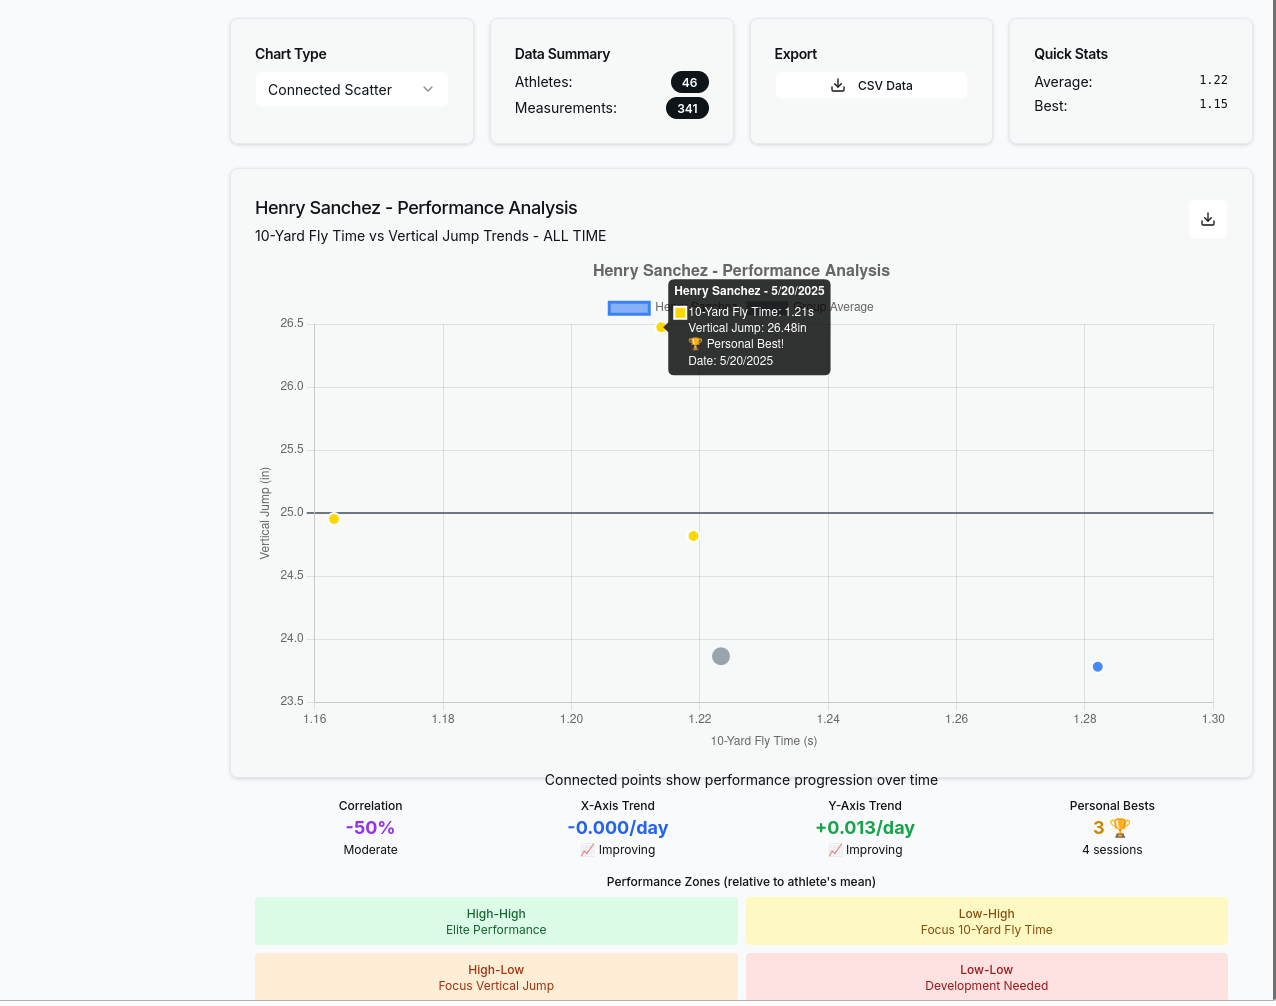 Chart Type
Connected Scatter
Data Summary
Athletes: 46
Measurements: 341
Export
CSV Data
Quick Stats
Average: 1.22
Best: 1.15
Henry Sanchez - Performance Analysis
10-Yard Fly Time vs Vertical Jump Trends - ALL TIME
Henry Sanchez - Performance Analysis
Henry Sanchez - 5/20/2025
10-Yard Fly Time: 1.21s
Vertical Jump: 26.48in
🏆 Personal Best!
Date: 5/20/2025
Average
26.5
26.0
25.5
25.0
24.5
24.0
23.5
Vertical Jump (in)
1.16 1.18 1.20 1.22 1.24 1.26 1.28 1.30
10-Yard Fly Time (s)
Connected points show performance progression over time
Correlation
-50%
Moderate
X-Axis Trend
-0.000/day
📈 Improving
Y-Axis Trend
+0.013/day
📈 Improving
Personal Bests
3 🏆
4 sessions
Performance Zones (relative to athlete's mean)
High-High
Elite Performance
Low-High
Focus 10-Yard Fly Time
High-Low
Focus Vertical Jump
Low-Low
Development Needed